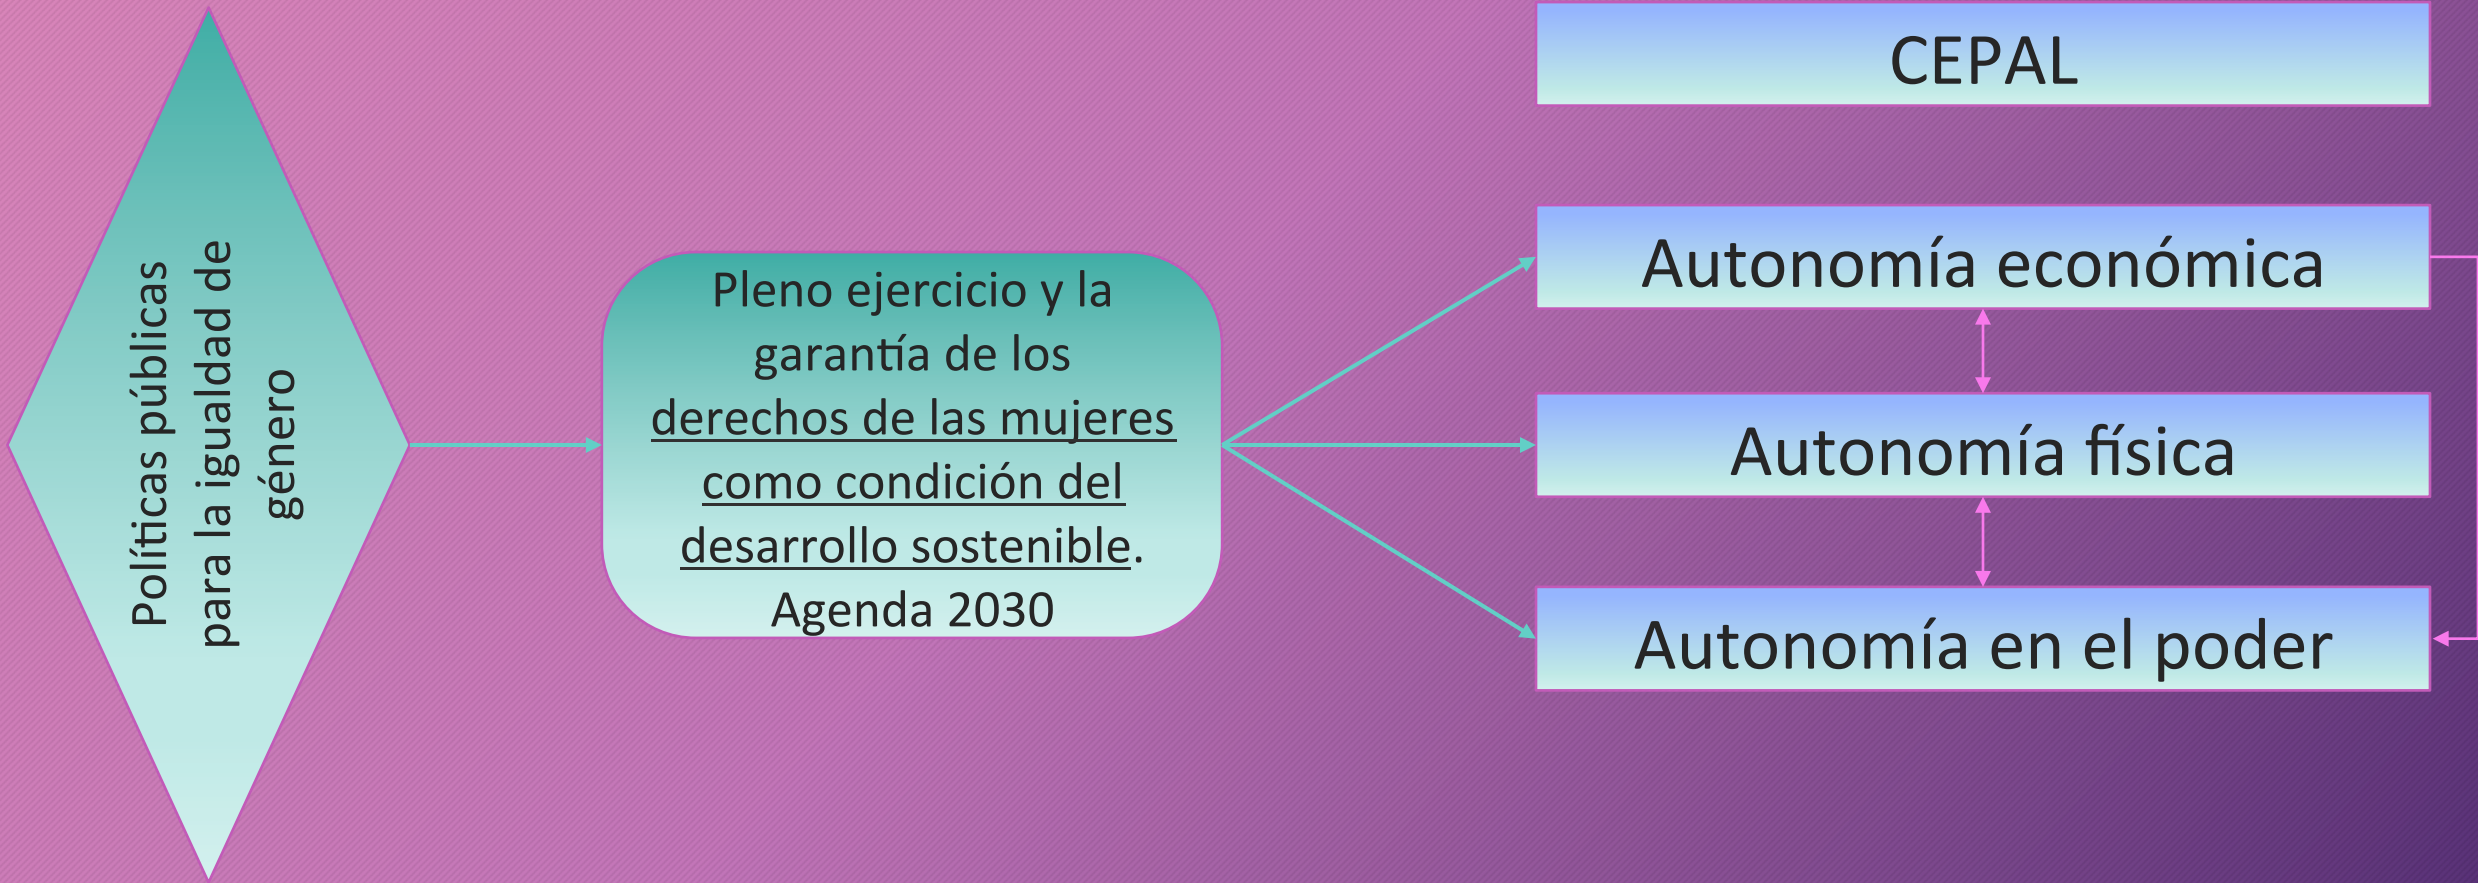 Políticas públicas
para la igualdad de
género
Pleno ejercicio y la
garantía de los
derechos de las mujeres
como condición del
desarrollo sostenible.
Agenda 2030
CEPAL
Autonomía económica
Autonomía física
Autonomía en el poder